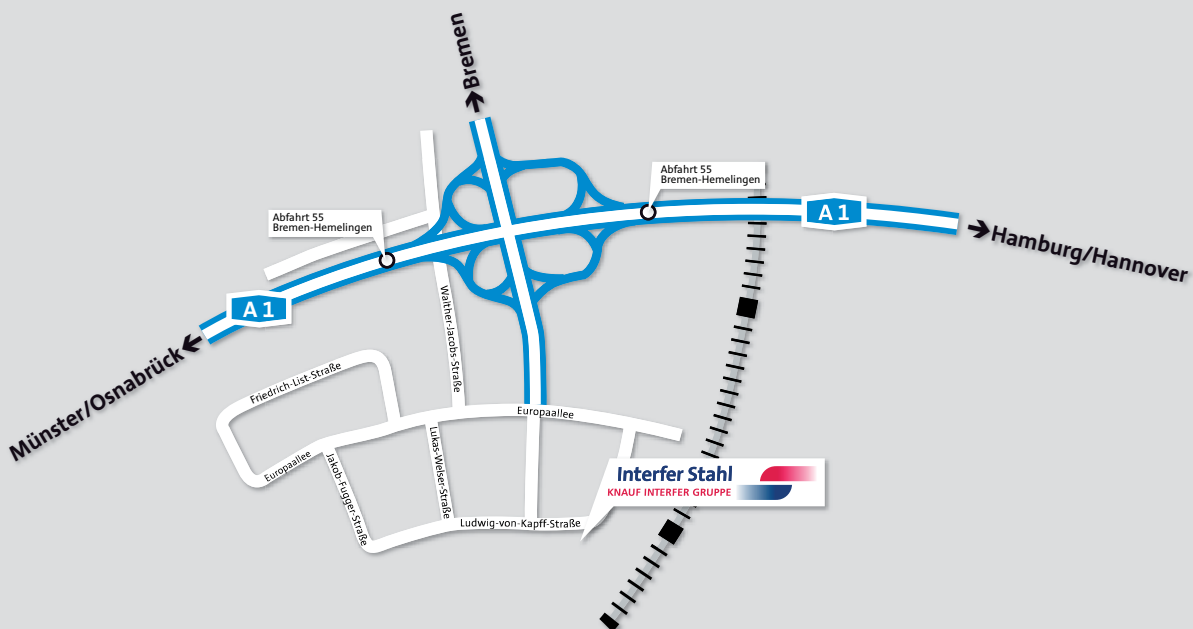 Bremen
Abfahrt 55
Bremen-Hemelingen
Abfahrt 55
Bremen-Hemelingen
A 1
Hamburg/Hannover
A 1
Münster/Osnabrück
Walther-Jacobs-Straße
Friedrich-List-Straße
Europaallee
Europaallee
Lukas-Welser-Straße
Jakob-Fugger-Straße
Interfer Stahl
KNAUF INTERFER GRUPPE
Ludwig-von-Kapff-Straße